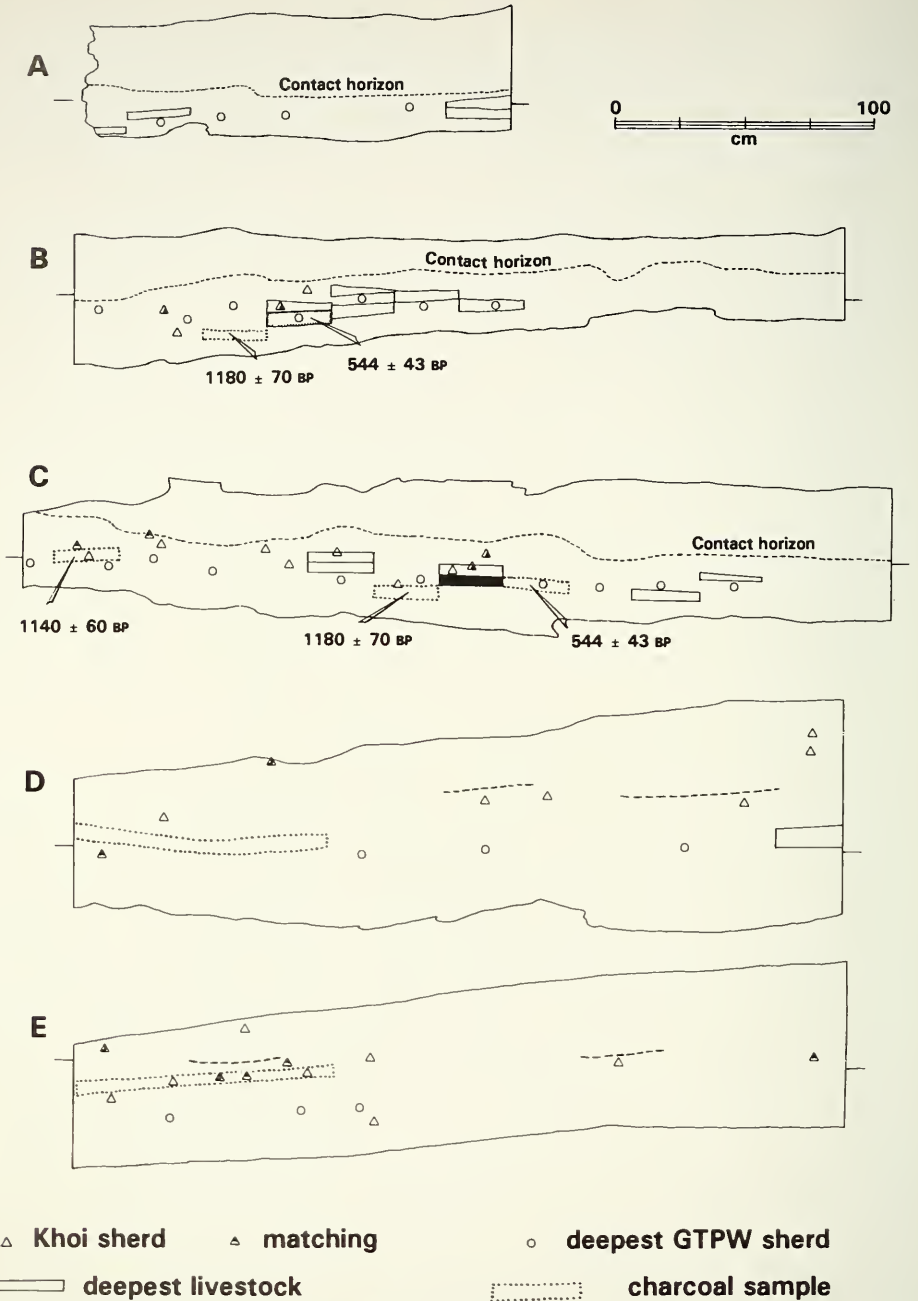 A
Contact horizon
0 100
cm
B
Contact horizon
1180 ± 70 BP
544 ± 43 BP
C
Contact horizon
1140 ± 60 BP
1180 ± 70 BP
544 ± 43 BP
D
E
Khoi sherd matching deepest GTPW sherd
deepest livestock charcoal sample